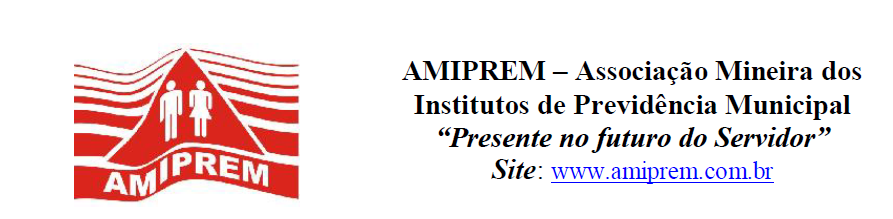 AMIPREM
AMIPREM – Associação Mineira dos
Institutos de Previdência Municipal
“Presente no futuro do Servidor”
Site: www.amiprem.com.br